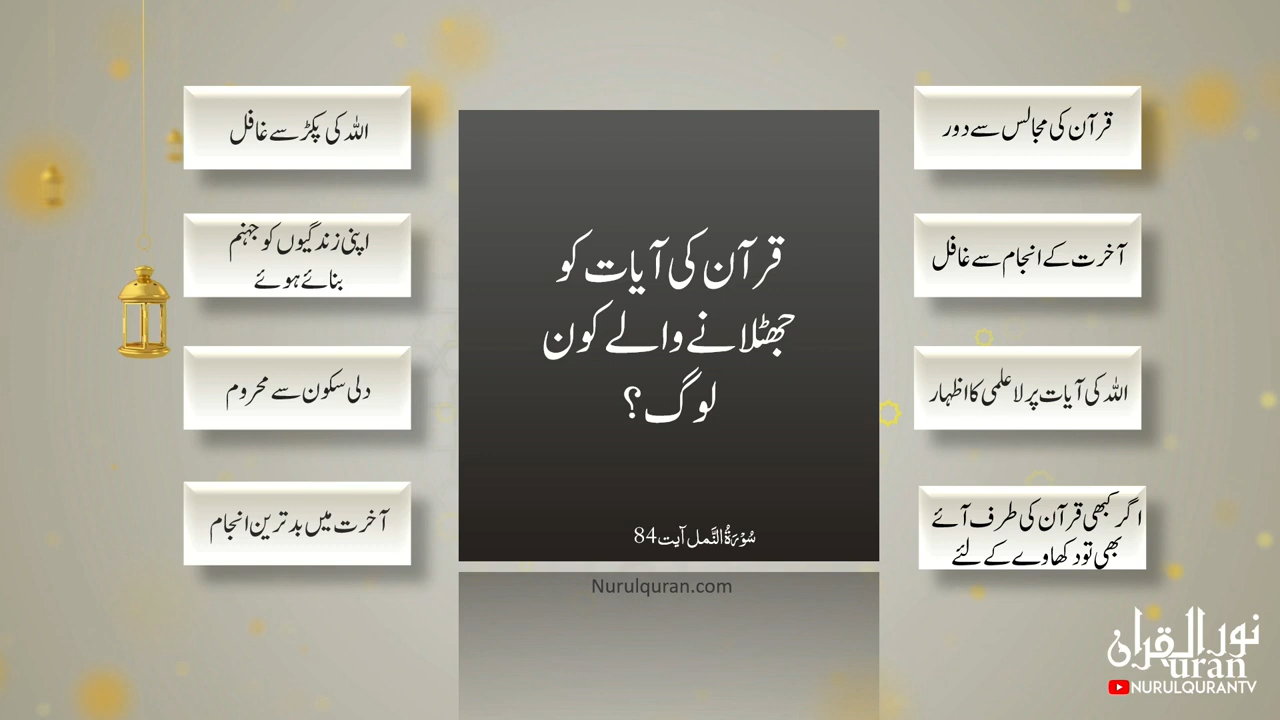 قرآن کی آیات کو
جھٹلانے والے کون
لوگ؟
سُوْرَۃُ النَّمل آیت 84
قرآن کی مجالس سے دور
آخرت کے انجام سے غافل
اللہ کی آیات پر لاعلمی کا اظہار
اگر کبھی قرآن کی طرف آئے
بھی تو دکھاوے کے لئے
اللہ کی پکڑ سے غافل
اپنی زندگیوں کو جہنم
بنائے ہوئے
دلی سکون سے محروم
آخرت میں بدترین انجام
Nurulquran.com
نور القرآن
uran
NURULQURANTV